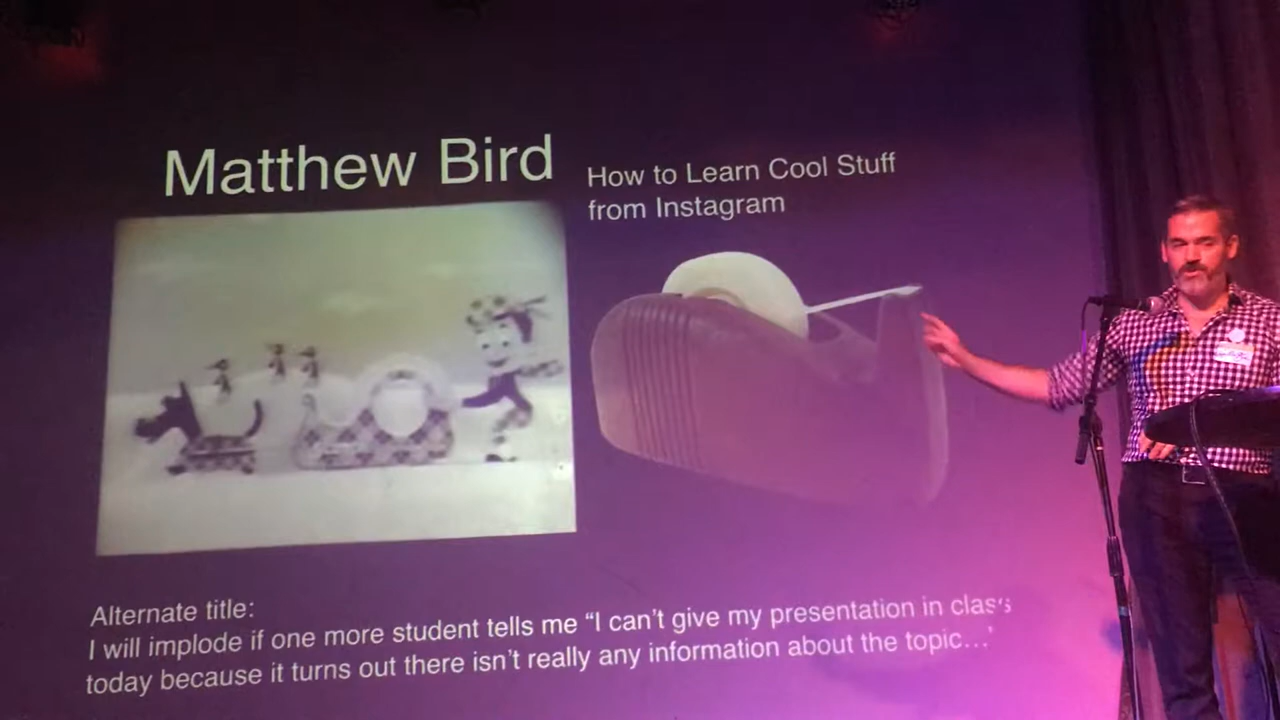 Matthew Bird
How to Learn Cool Stuff
from Instagram
Alternate title:
I will implode if one more student tells me “I can’t give my presentation in class
today because it turns out there isn’t really any information about the topic…’